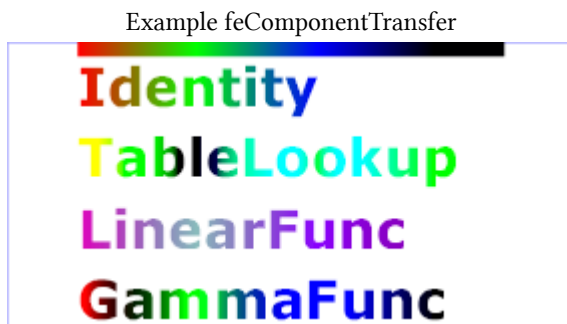 Example feComponentTransfer
Identity
TableLookup
LinearFunc
GammaFunc